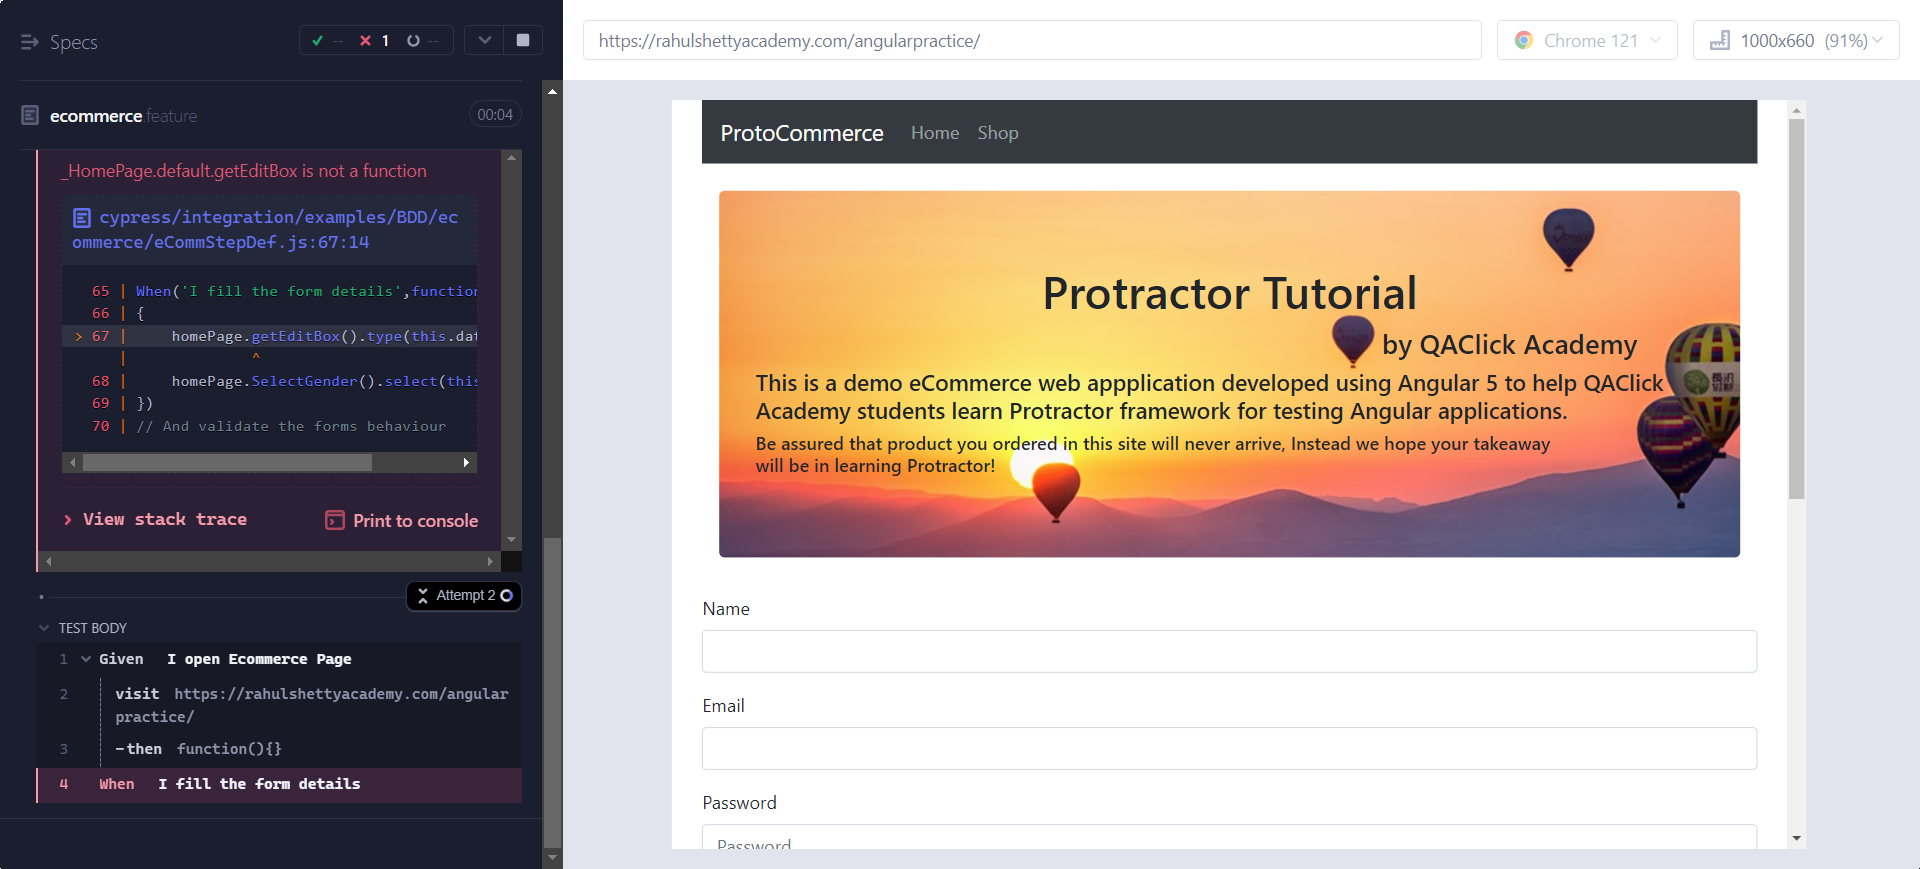 Specs
-- 1 --
ecommerce.feature
00:04
_HomePage.default.getEditBox is not a function
cypress/integration/examples/BDD/ec
ommerce/eCommStepDef.js:67:14
65 | When('I fill the form details',function
66 | {
> 67 | homePage.getEditBox().type(this.dat
| ^
68 | homePage.SelectGender().select(this
69 | })
70 | // And validate the forms behaviour
> View stack trace
Print to console
Attempt 2
TEST BODY
1 Given I open Ecommerce Page
2 visit https://rahulshettyacademy.com/angular
practice/
3 -then function(){}
4 When I fill the form details
https://rahulshettyacademy.com/angularpractice/
Chrome 121
1000x660 (91%)
ProtoCommerce Home Shop
Protractor Tutorial
by QAClick Academy
This is a demo eCommerce web appplication developed using Angular 5 to help QAClick
Academy students learn Protractor framework for testing Angular applications.
Be assured that product you ordered in this site will never arrive, Instead we hope your takeaway
will be in learning Protractor!
Name
Email
Password
Password